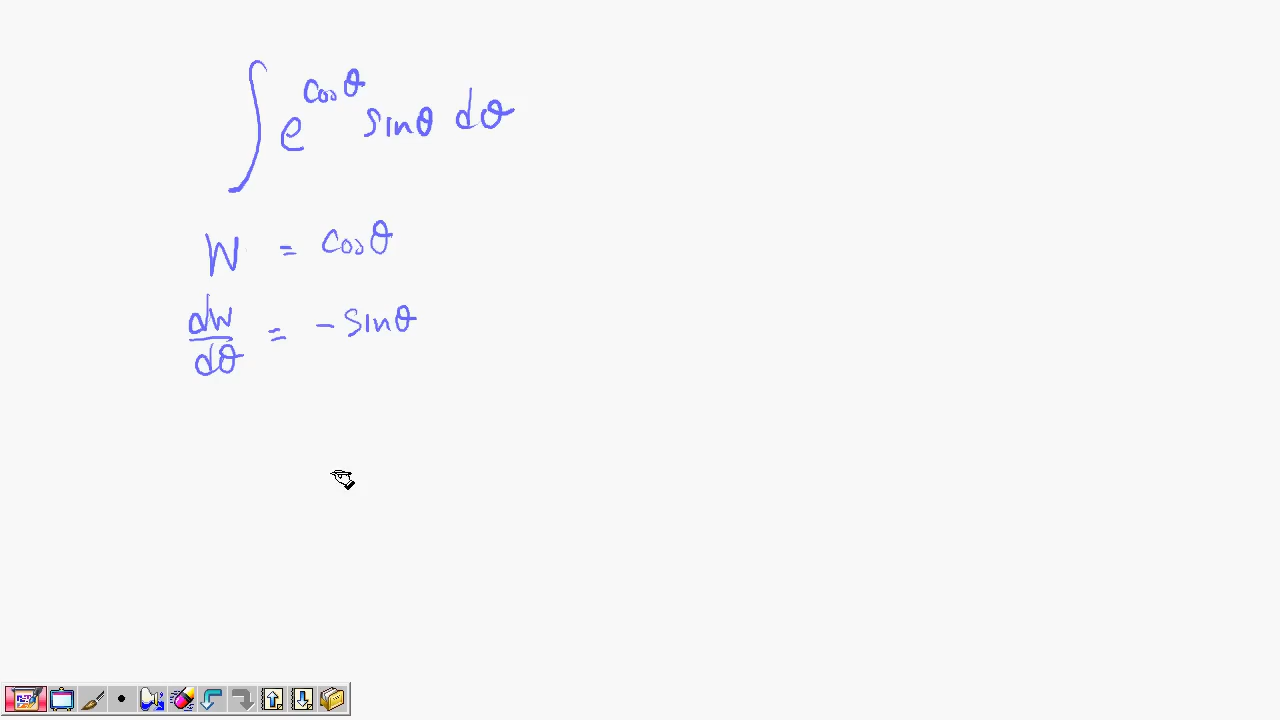 ∫ e^cosθ sinθ dθ
W = cosθ
dW/dθ = - sinθ